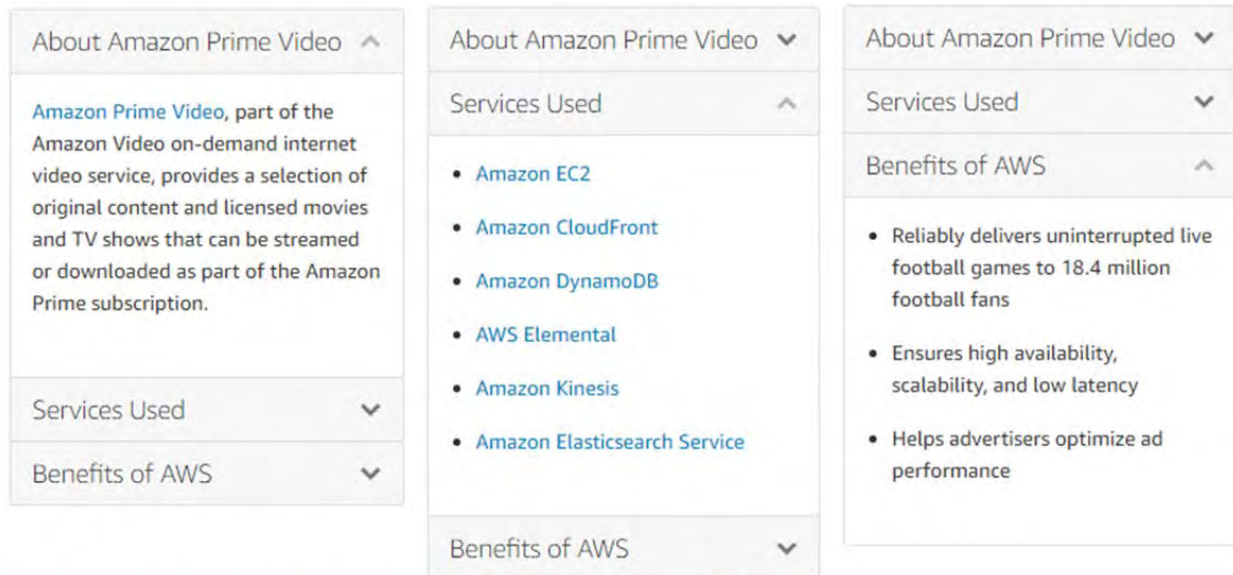 About Amazon Prime Video
Amazon Prime Video, part of the
Amazon Video on-demand internet
video service, provides a selection of
original content and licensed movies
and TV shows that can be streamed
or downloaded as part of the Amazon
Prime subscription.
Services Used
Benefits of AWS
About Amazon Prime Video
Services Used
• Amazon EC2
• Amazon CloudFront
• Amazon DynamoDB
• AWS Elemental
• Amazon Kinesis
• Amazon Elasticsearch Service
Benefits of AWS
About Amazon Prime Video
Services Used
Benefits of AWS
• Reliably delivers uninterrupted live
football games to 18.4 million
football fans
• Ensures high availability,
scalability, and low latency
• Helps advertisers optimize ad
performance